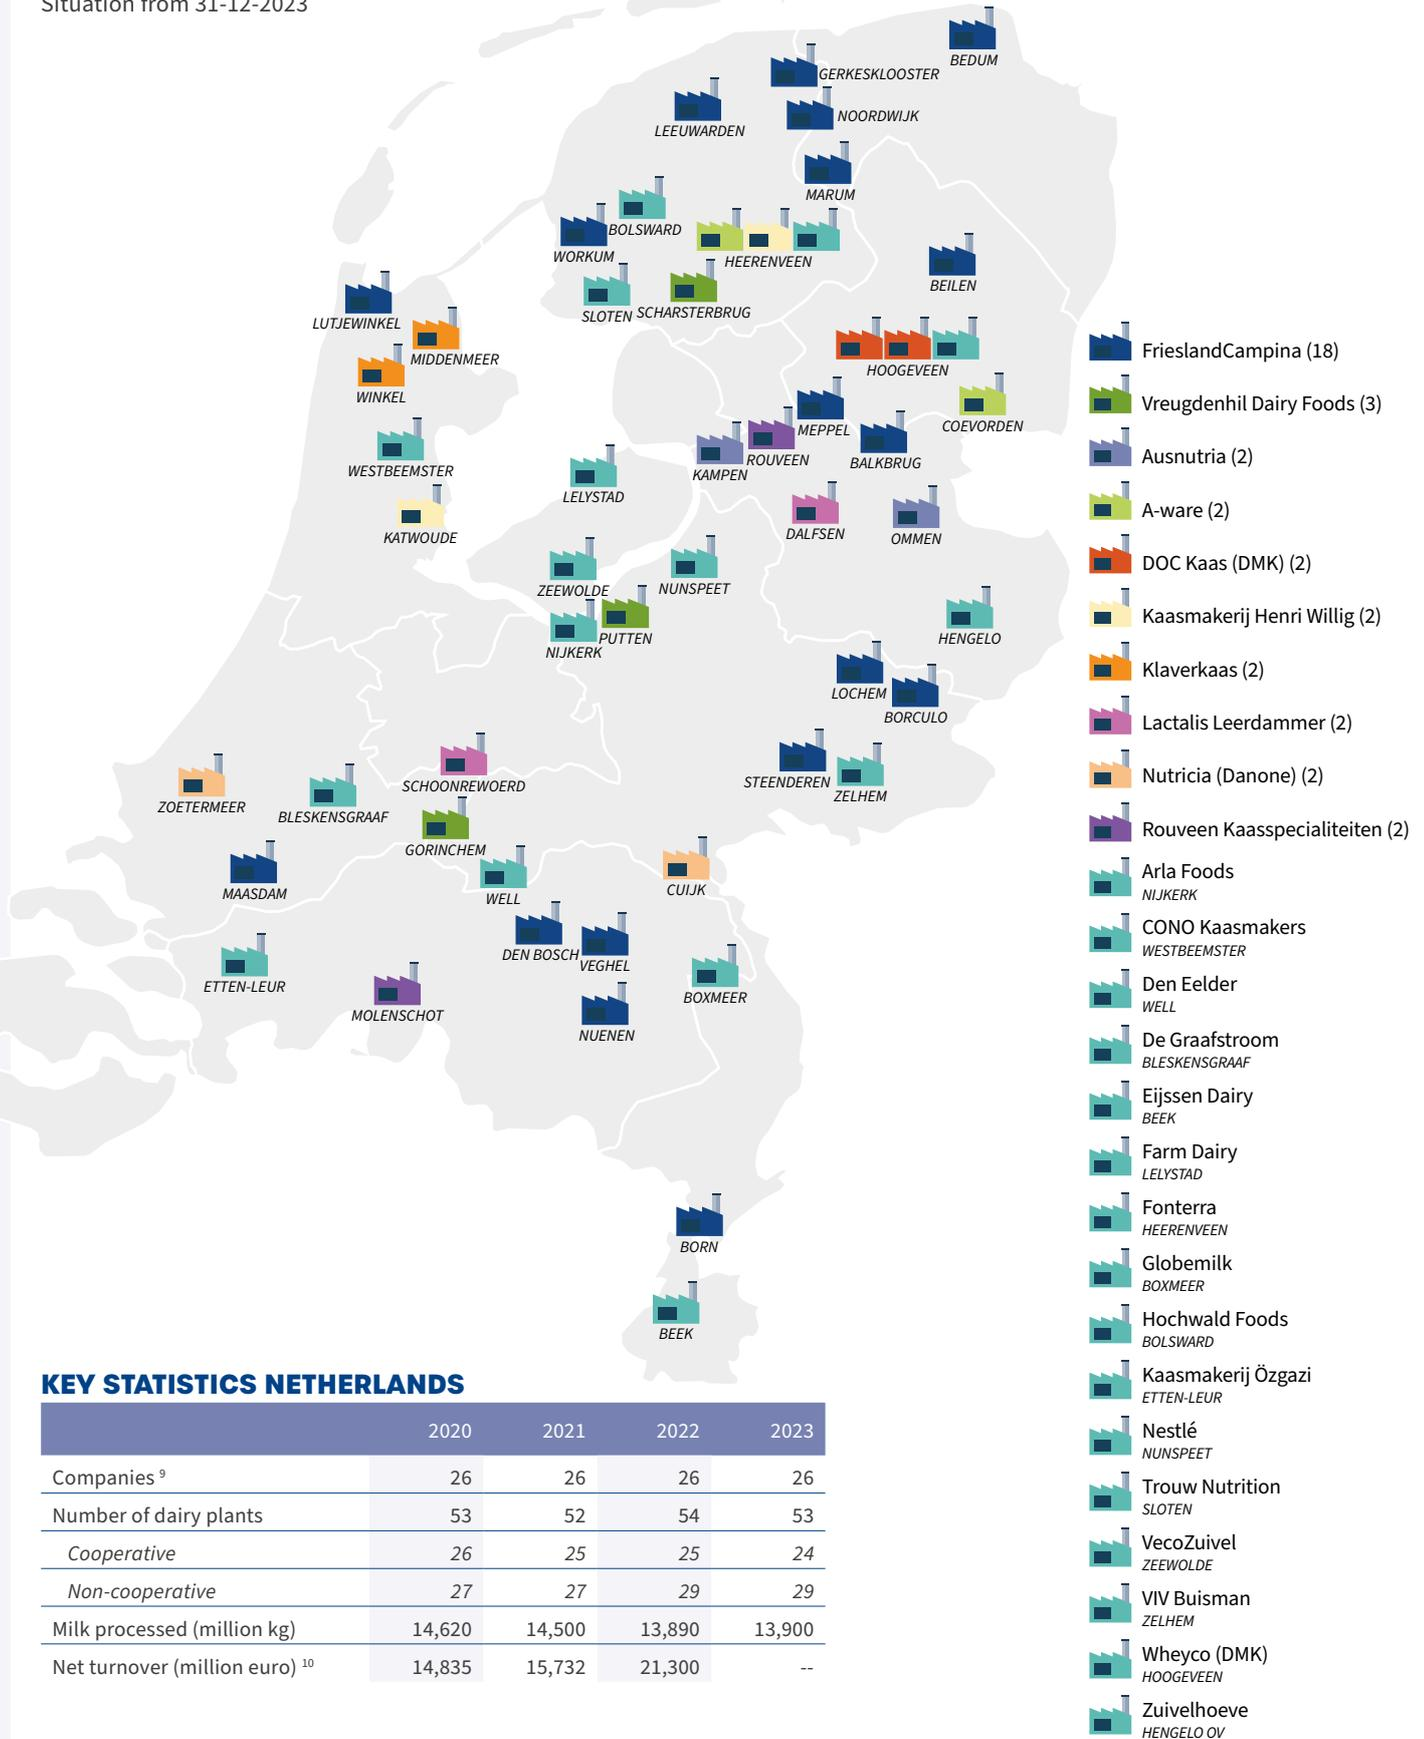 Situation from 31-12-2023
BEDUM
GERKESKLOOSTER
LEEUWARDEN
NOORDWIJK
MARUM
BOLSWARD
WORKUM
HEERENVEEN
BEILEN
SLOTEN
SCHARSTERBRUG
LUTJEWINKEL
MIDDENMEER
HOOGEVEEN
WINKEL
COEVORDEN
MEPPEL
WESTBEEMSTER
ROUVEEN
BALKBRUG
KAMPEN
LELYSTAD
KATWOUDE
DALFSEN
OMMEN
ZEEWOLDE
NUNSPEET
PUTTEN
HENGELO
NIJKERK
LOCHEM
BORCULO
SCHOONREWOERD
STEENDEREN
ZELHEM
ZOETERMEER
BLESKENSGRAAF
GORINCHEM
MAASDAM
WELL
CUIJK
DEN BOSCH
VEGHEL
ETTEN-LEUR
BOXMEER
MOLENSCHOT
NUENEN
BORN
BEEK
FrieslandCampina (18)
Vreugdenhil Dairy Foods (3)
Ausnutria (2)
A-ware (2)
DOC Kaas (DMK) (2)
Kaasmakerij Henri Willig (2)
Klaverkaas (2)
Lactalis Leerdammer (2)
Nutricia (Danone) (2)
Rouveen Kaasspecialiteiten (2)
Arla Foods
NIJKERK
CONO Kaasmakers
WESTBEEMSTER
Den Eelder
WELL
De Graafstroom
BLESKENSGRAAF
Eijssen Dairy
BEEK
Farm Dairy
LELYSTAD
Fonterra
HEERENVEEN
Globemilk
BOXMEER
Hochwald Foods
BOLSWARD
Kaasmakerij Özgazi
ETTEN-LEUR
Nestlé
NUNSPEET
Trouw Nutrition
SLOTEN
VecoZuivel
ZEEWOLDE
VIV Buisman
ZELHEM
Wheyco (DMK)
HOOGEVEEN
Zuivelhoeve
HENGELO OV
KEY STATISTICS NETHERLANDS
2020 2021 2022 2023
Companies ⁹ 26 26 26 26
Number of dairy plants 53 52 54 53
Cooperative 26 25 25 24
Non-cooperative 27 27 29 29
Milk processed (million kg) 14,620 14,500 13,890 13,900
Net turnover (million euro) ¹⁰ 14,835 15,732 21,300 --